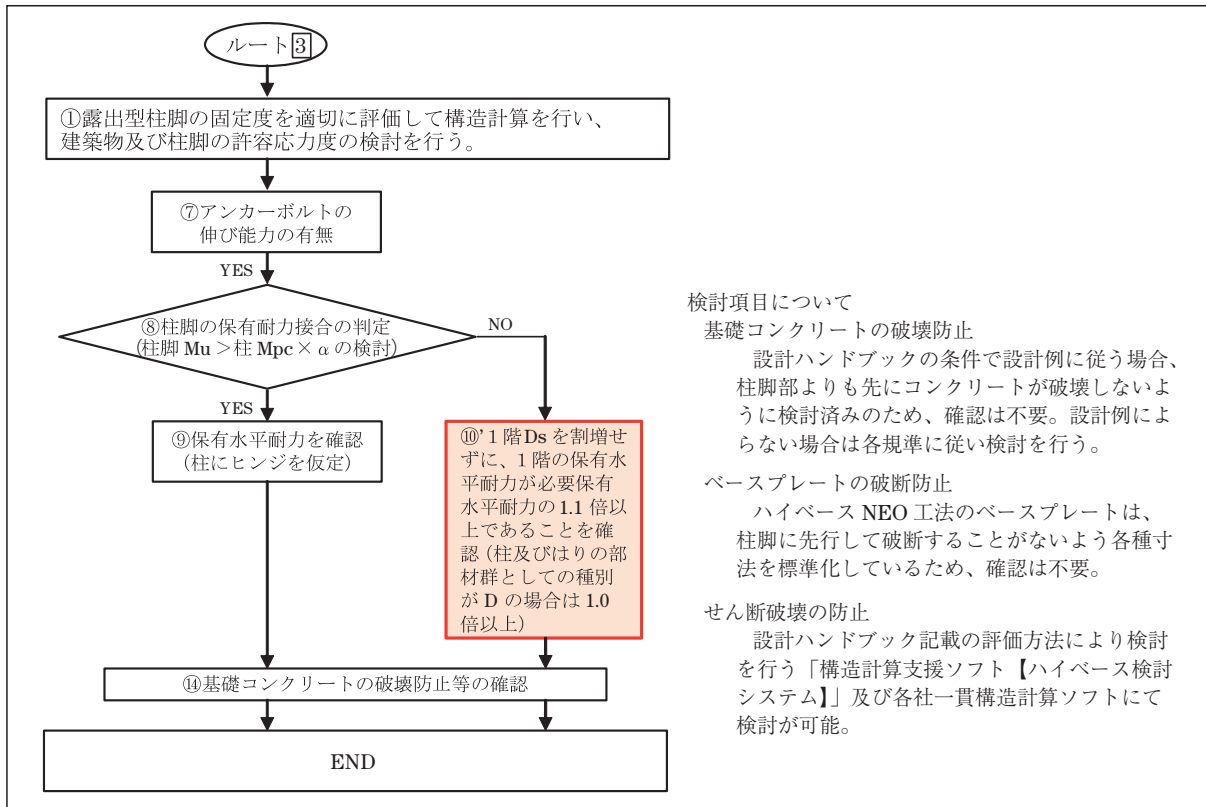 ルート3
①露出型柱脚の固定度を適切に評価して構造計算を行い、
建築物及び柱脚の許容応力度の検討を行う。
⑦アンカーボルトの
伸び能力の有無
YES
⑧柱脚の保有耐力接合の判定
(柱脚 Mu＞柱 Mpc×αの検討)
NO
YES
⑨保有水平耐力を確認
(柱にヒンジを仮定)
⑩'1階Dsを割増せ
ずに、1階の保有水
平耐力が必要保有
水平耐力の1.1倍以
上であることを確
認(柱及びはりの部
材群としての種別
が D の場合は 1.0
倍以上)
⑭基礎コンクリートの破壊防止等の確認
END
検討項目について
基礎コンクリートの破壊防止
設計ハンドブックの条件で設計例に従う場合、
柱脚部よりも先にコンクリートが破壊しないよ
うに検討済みのため、確認は不要。設計例によ
らない場合は各規準に従い検討を行う。
ベースプレートの破断防止
ハイベース NEO 工法のベースプレートは、
柱脚に先行して破断することがないよう各種寸
法を標準化しているため、確認は不要。
せん断破壊の防止
設計ハンドブック記載の評価方法により検討
を行う「構造計算支援ソフト【ハイベース検討
システム】」及び各社一貫構造計算ソフトにて
検討が可能。